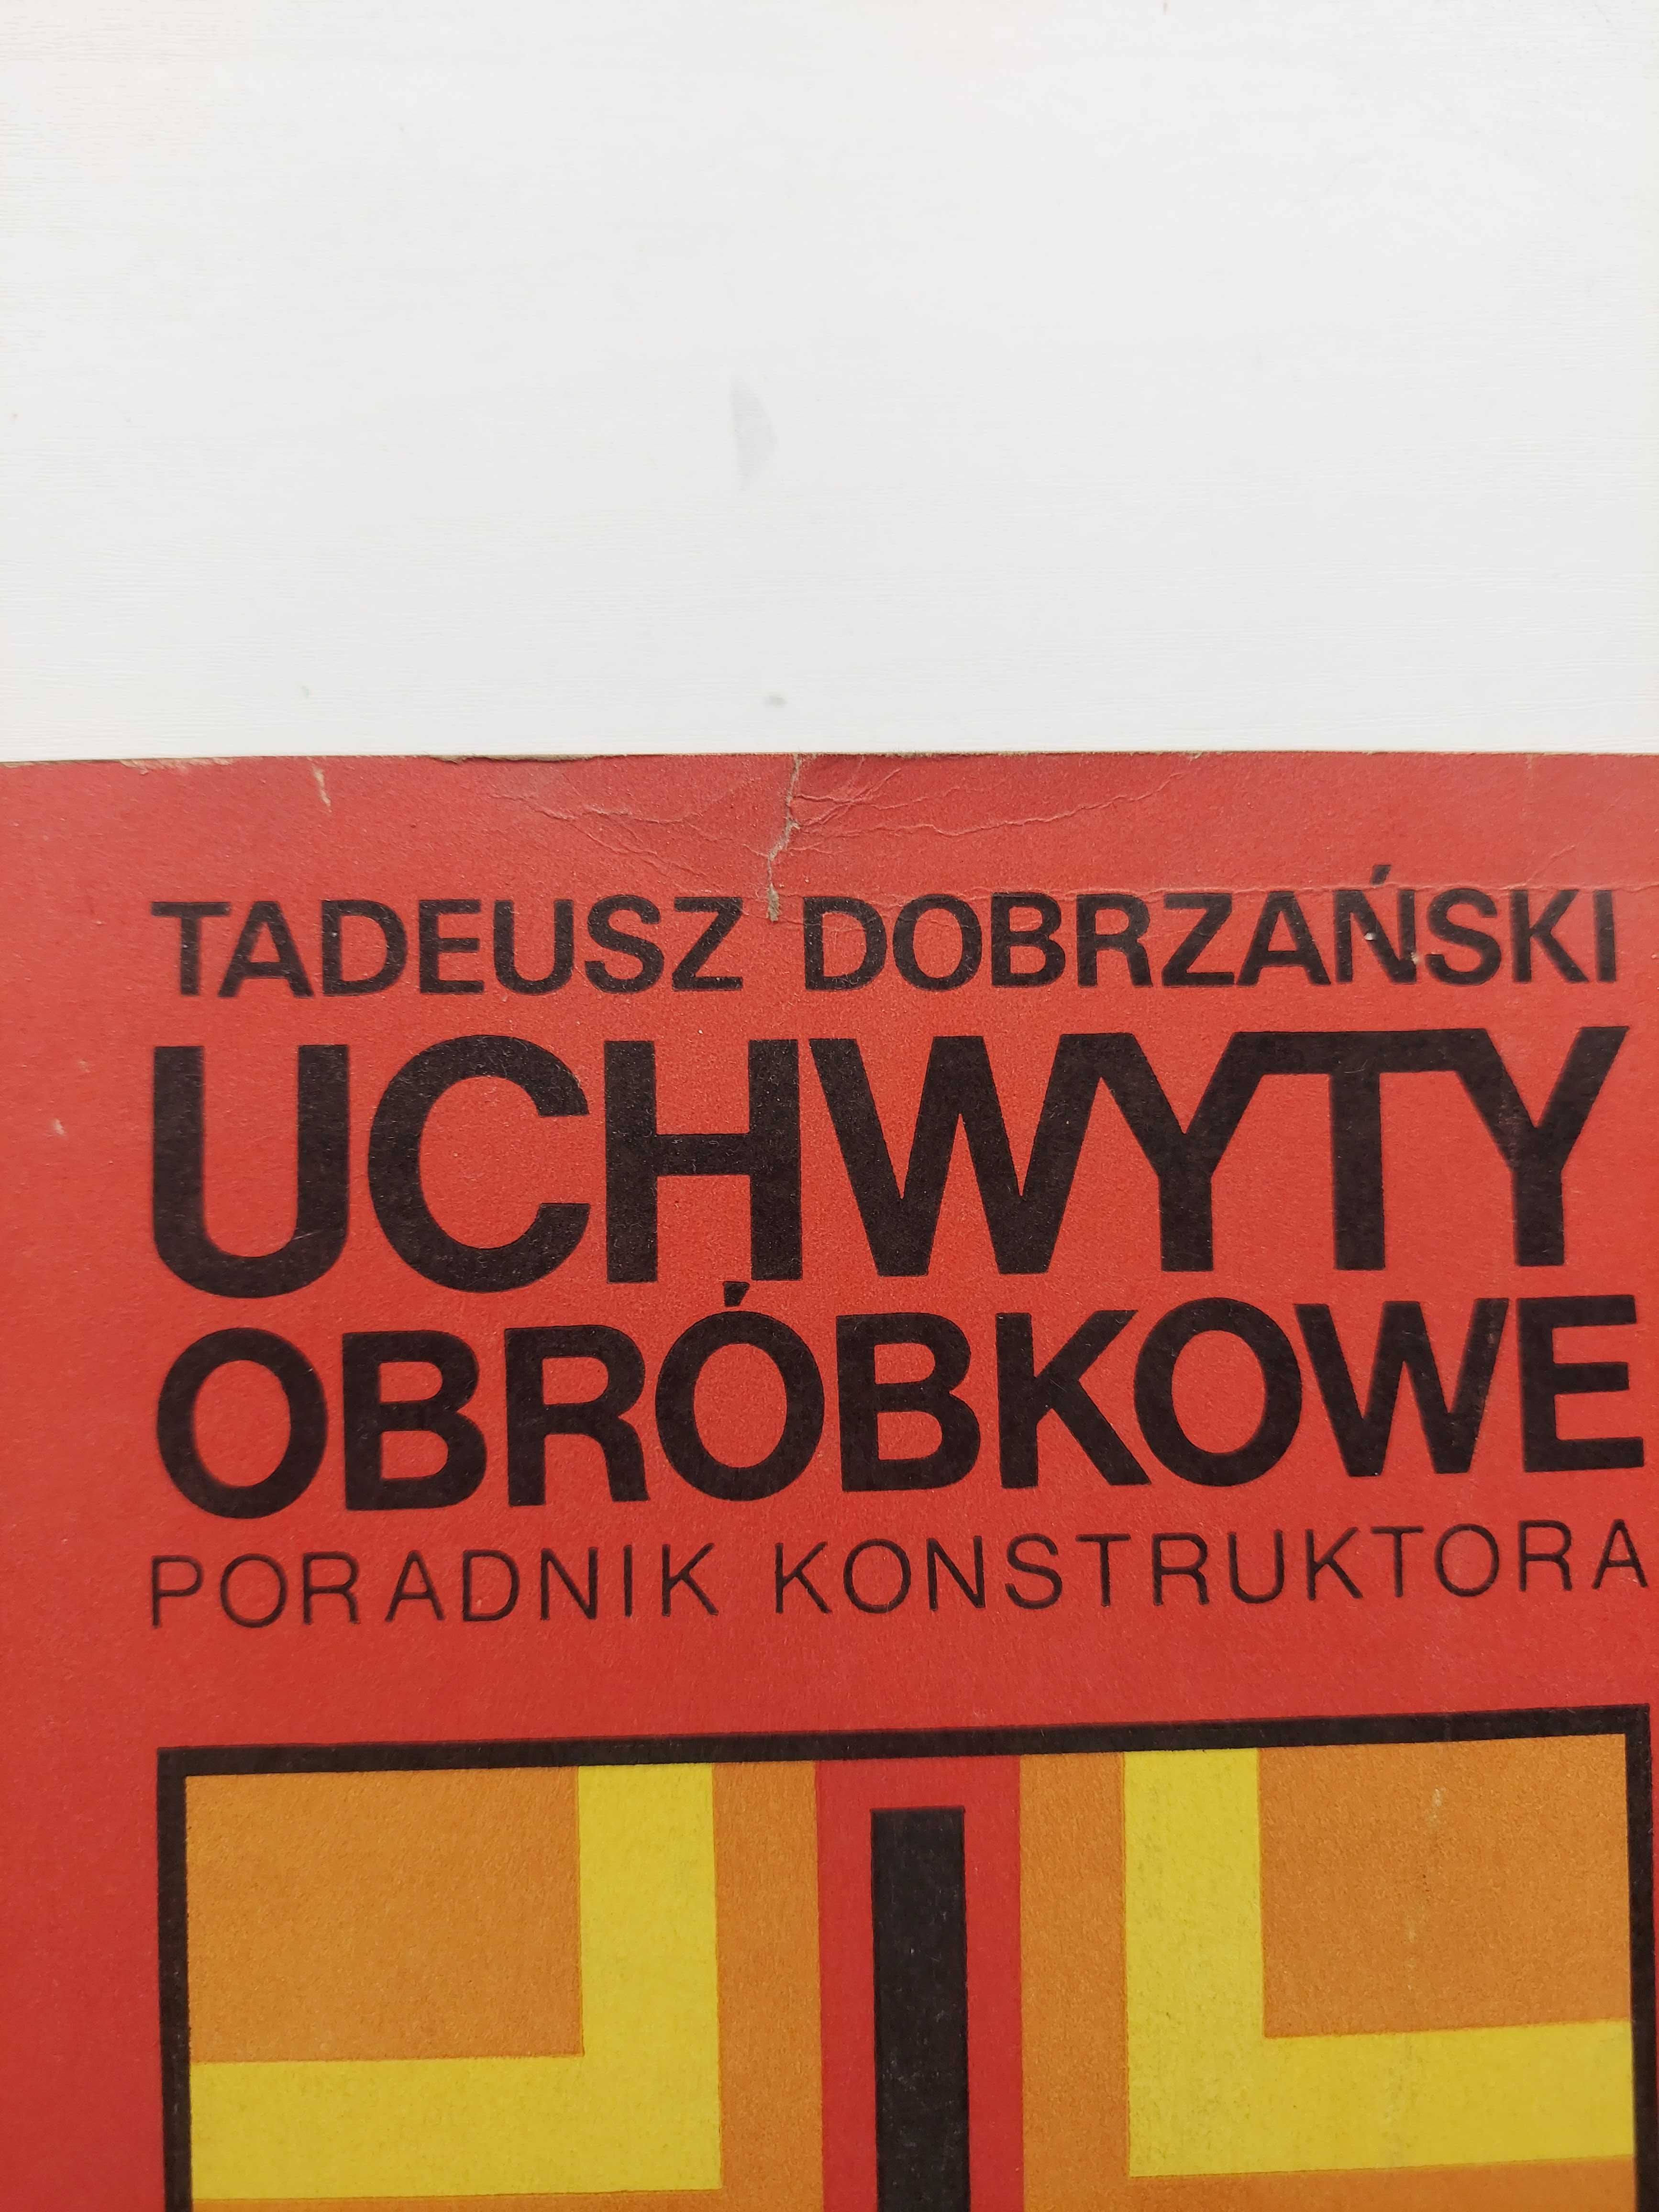 TADEUSZ DOBRZAŃSKI
UCHWYTY
OBRÓBKOWE
PORADNIK KONSTRUKTORA